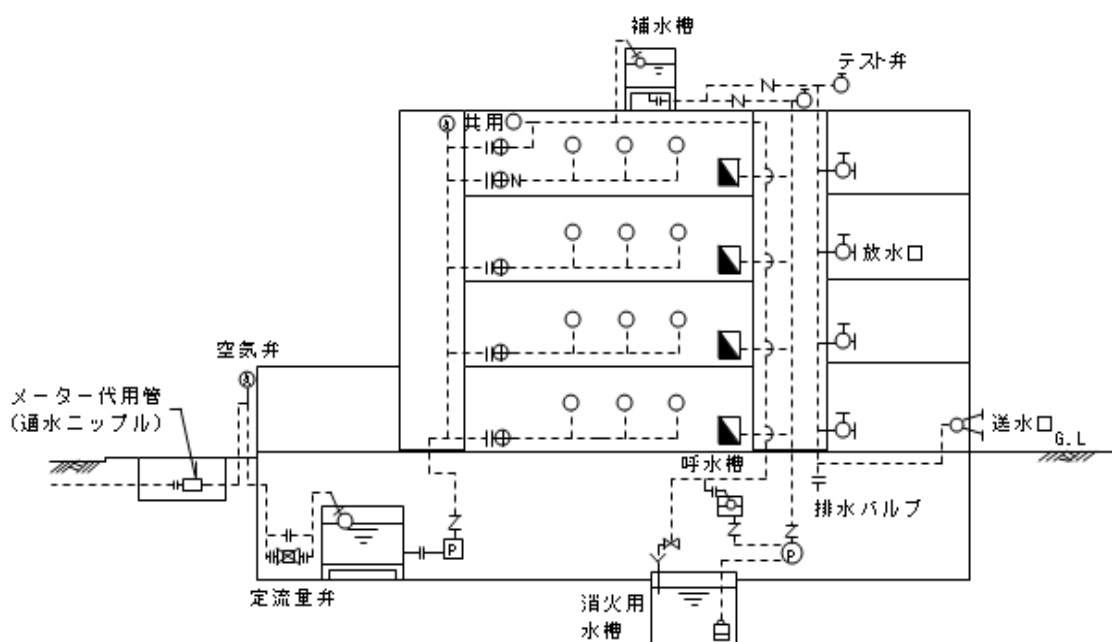 補水槽
テスト弁
共用
放水口
空気弁
メーター代用管
(通水ニップル)
送水口
G.L
呼水槽
排水バルブ
P
P
定流量弁
消火用
水槽